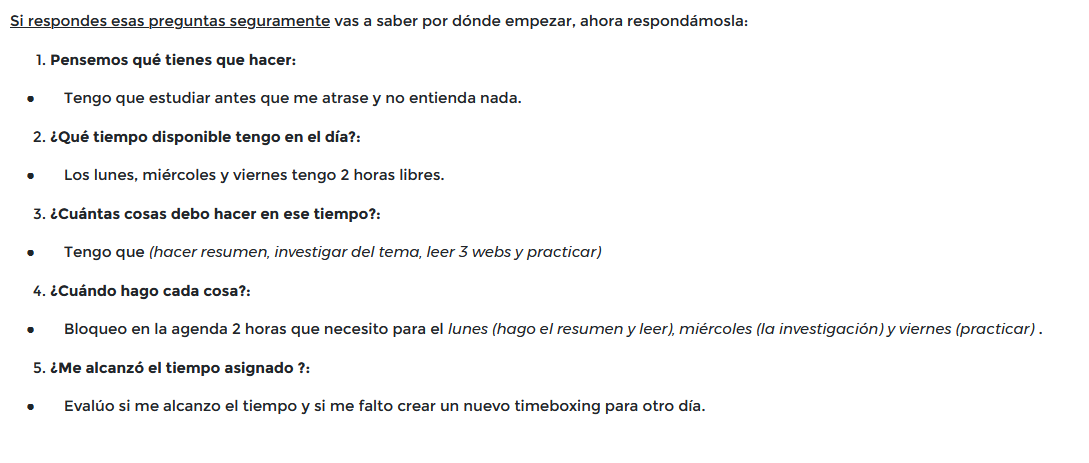 Si respondes esas preguntas seguramente vas a saber por dónde empezar, ahora respondámosla:
1. Pensemos qué tienes que hacer:
• Tengo que estudiar antes que me atrase y no entienda nada.
2. ¿Qué tiempo disponible tengo en el día?:
• Los lunes, miércoles y viernes tengo 2 horas libres.
3. ¿Cuántas cosas debo hacer en ese tiempo?:
• Tengo que (hacer resumen, investigar del tema, leer 3 webs y practicar)
4. ¿Cuándo hago cada cosa?:
• Bloqueo en la agenda 2 horas que necesito para el lunes (hago el resumen y leer), miércoles (la investigación) y viernes (practicar) .
5. ¿Me alcanzó el tiempo asignado ?:
• Evalúo si me alcanzo el tiempo y si me falto crear un nuevo timeboxing para otro día.